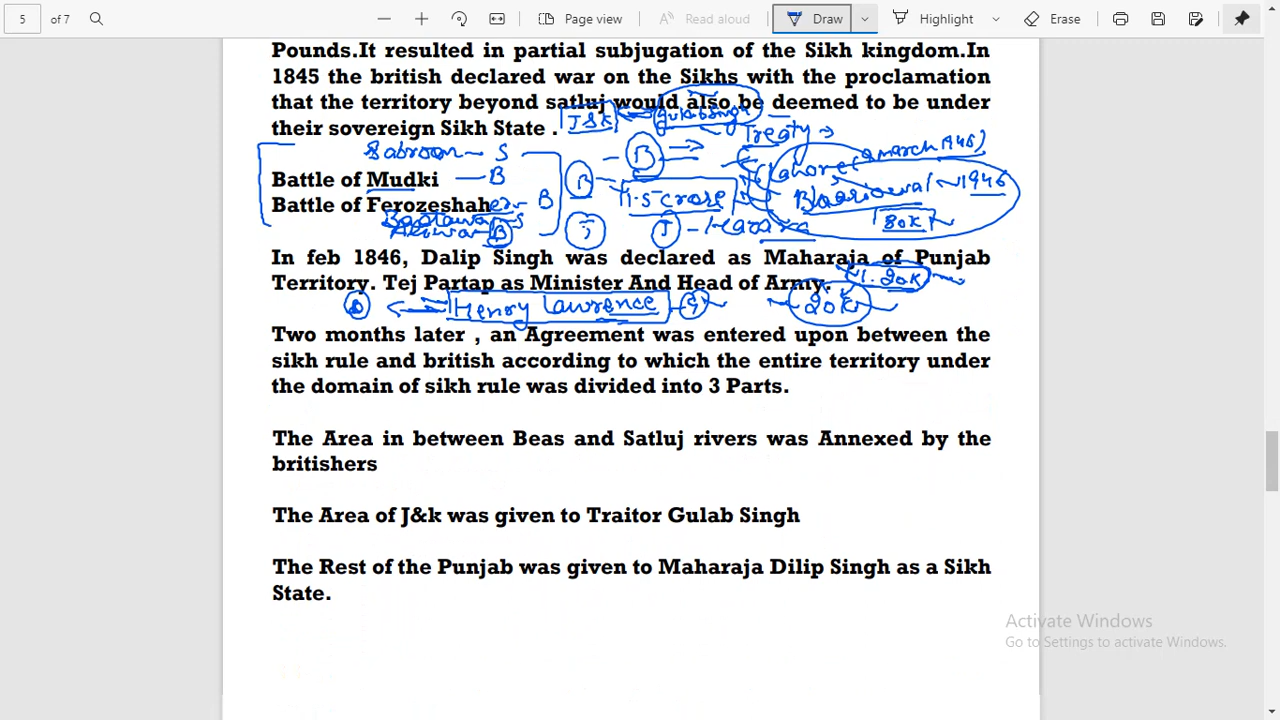 5 of 7 Page view Read aloud Draw Highlight Erase
Pounds.It resulted in partial subjugation of the Sikh kingdom.In
1845 the british declared war on the Sikhs with the proclamation
that the territory beyond satluj would also be deemed to be under
J&K gulab singh
their sovereign Sikh State .
Treaty
Sabroon - S B Lahore (9 march 1946)
Battle of Mudki - B B 1.5 crore 1946
Battle of Ferozeshah er - B
S J - Hazara 80K
B
In feb 1846, Dalip Singh was declared as Maharaja of Punjab
Territory. Tej Partap as Minister And Head of Army.
20K
Henry Lawrence 20K
Two months later , an Agreement was entered upon between the
sikh rule and british according to which the entire territory under
the domain of sikh rule was divided into 3 Parts.
The Area in between Beas and Satluj rivers was Annexed by the
britishers
The Area of J&k was given to Traitor Gulab Singh
The Rest of the Punjab was given to Maharaja Dilip Singh as a Sikh
State.
Activate Windows
Go to Settings to activate Windows.